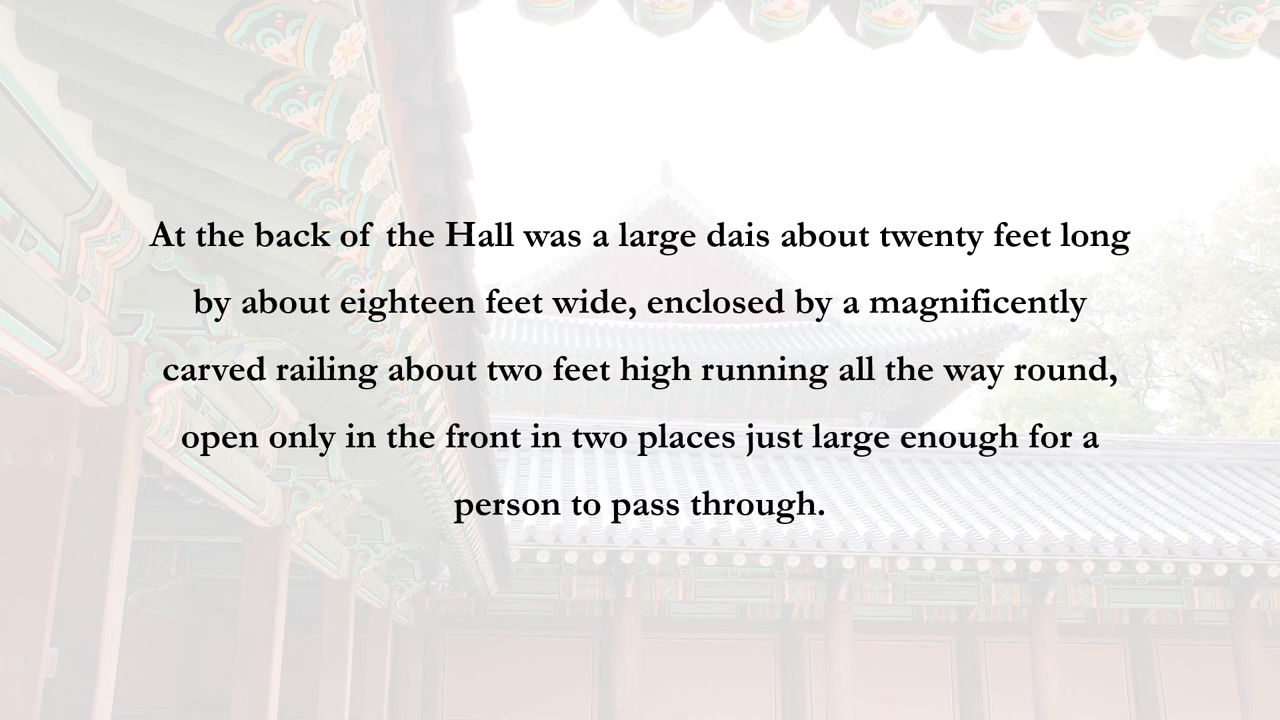 At the back of the Hall was a large dais about twenty feet long
by about eighteen feet wide, enclosed by a magnificently
carved railing about two feet high running all the way round,
open only in the front in two places just large enough for a
person to pass through.